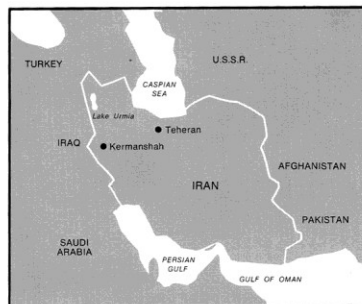 TURKEY
U.S.S.R.
CASPIAN
SEA
Lake Urmia
Teheran
IRAQ
Kermanshah
AFGHANISTAN
IRAN
PAKISTAN
SAUDI
ARABIA
PERSIAN
GULF
GULF OF OMAN